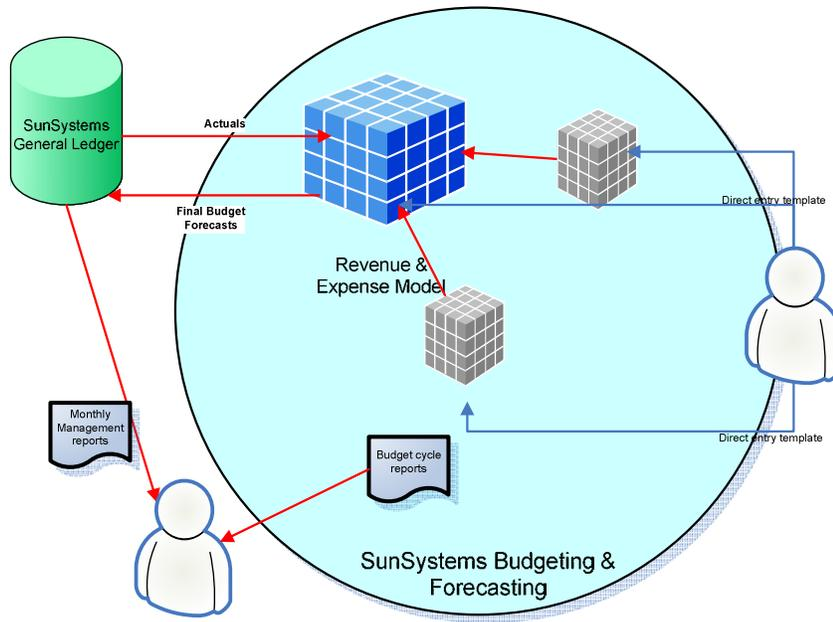 SunSystems
General Ledger
Actuals
Final Budget
Forecasts
Direct entry template
Revenue &
Expense Model
Monthly
Management
reports
Budget cycle
reports
Direct entry template
SunSystems Budgeting &
Forecasting